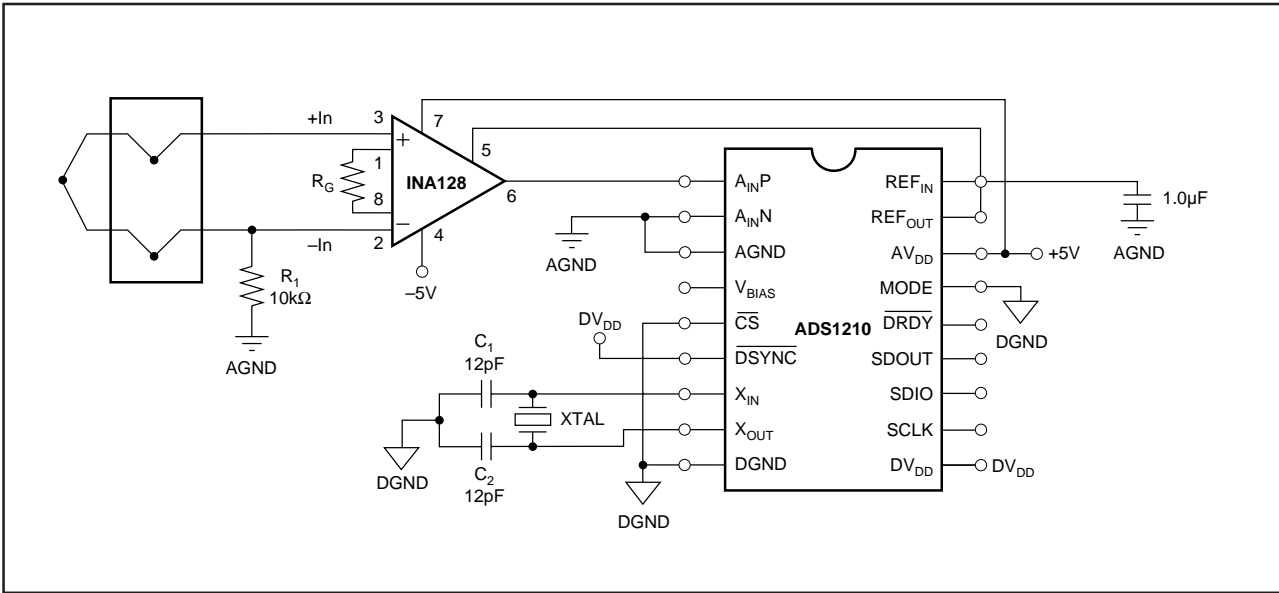 +In
3
7
+
1
5
R_G
INA128
8
6
−
−In
2
4
−5V
R_1
10kΩ
AGND
AGND
DV_DD
C_1
12pF
XTAL
C_2
12pF
DGND
DGND
A_INP
A_INN
AGND
V_BIAS
CS
DSYNC
X_IN
X_OUT
DGND
ADS1210
REF_IN
REF_OUT
AV_DD
MODE
DRDY
SDOUT
SDIO
SCLK
DV_DD
DV_DD
1.0µF
AGND
+5V
DGND